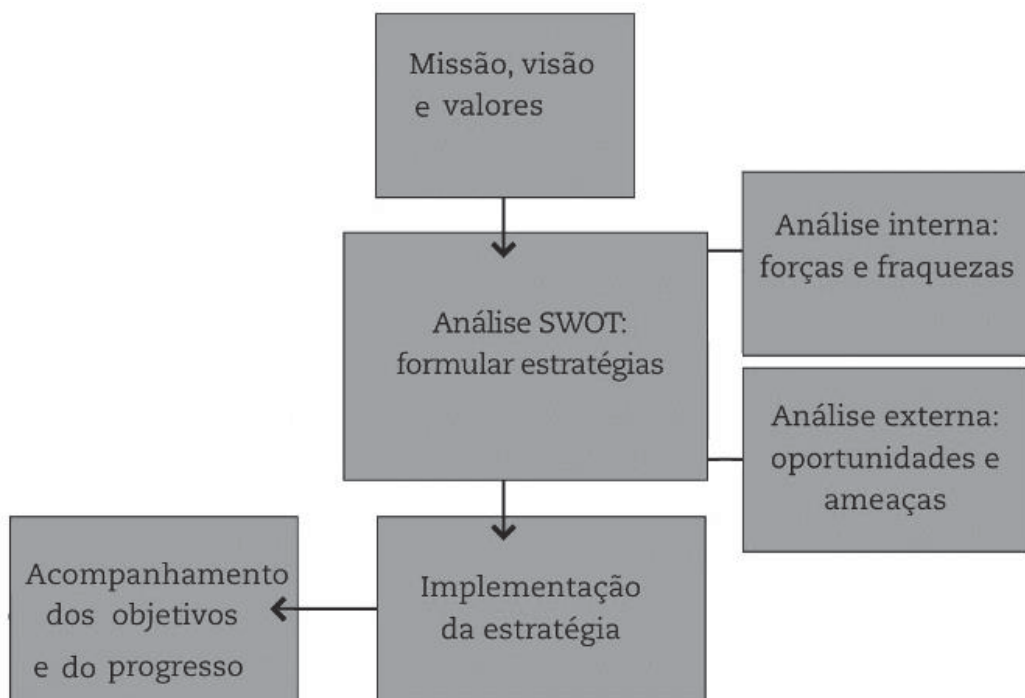 Missão, visão
e valores
Análise interna:
forças e fraquezas
Análise SWOT:
formular estratégias
Análise externa:
oportunidades e
ameaças
Acompanhamento
dos objetivos
e do progresso
Implementação
da estratégia